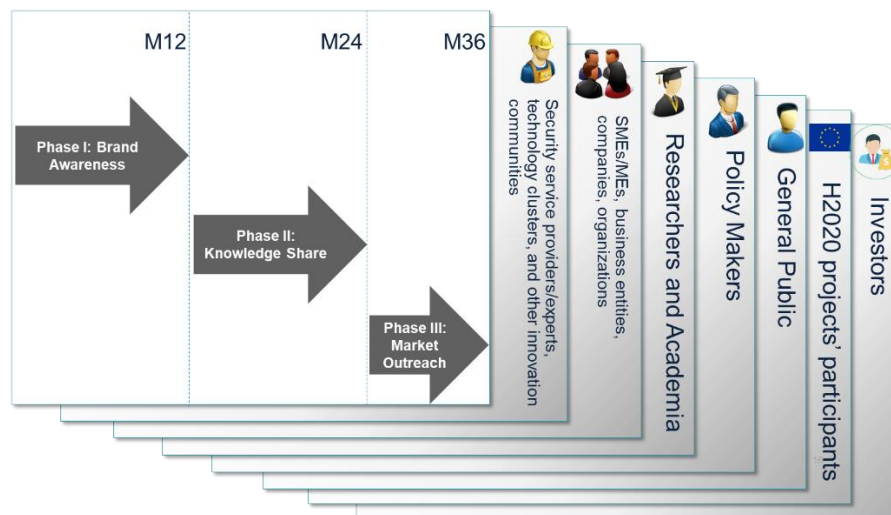 M12
M24
M36
Phase I: Brand
Awareness
Phase II:
Knowledge Share
Phase III:
Market
Outreach
Security service providers/experts,
technology clusters, and other innovation
communities
SMEs/MEs, business entities,
companies, organizations
Researchers and Academia
Policy Makers
General Public
H2020 projects’ participants
Investors